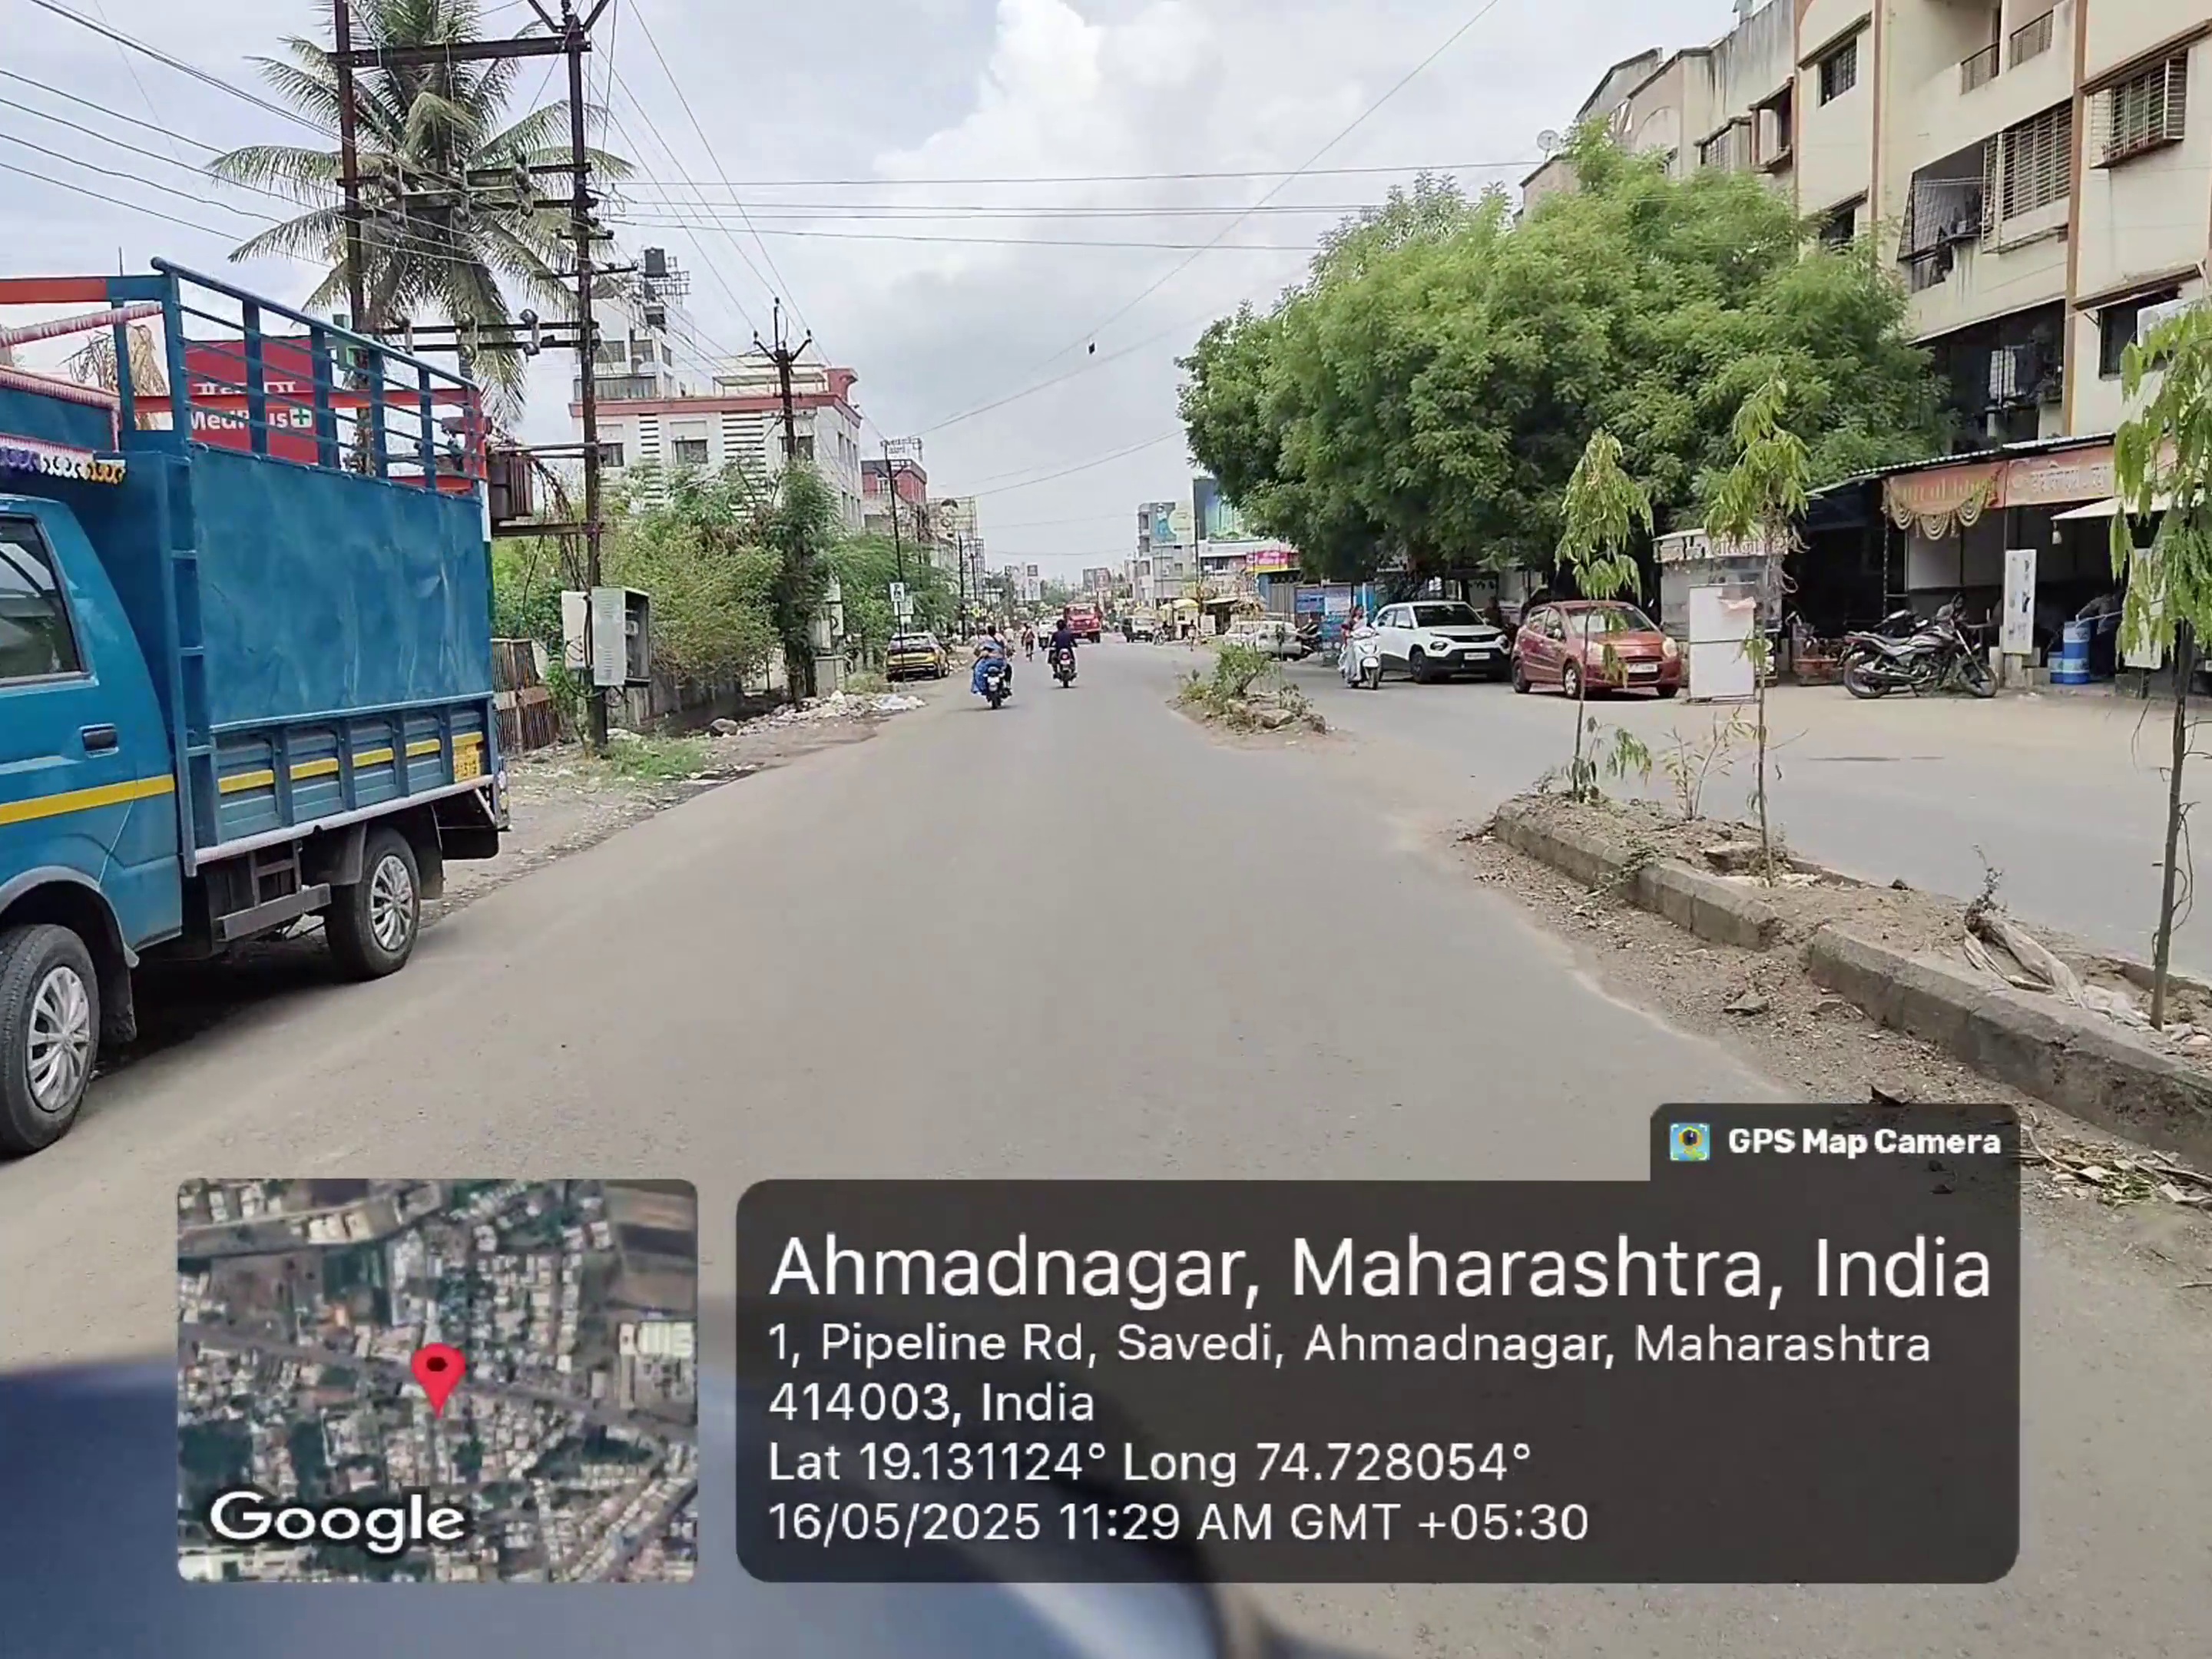 MedPlus
GPS Map Camera
Ahmadnagar, Maharashtra, India
1, Pipeline Rd, Savedi, Ahmadnagar, Maharashtra
414003, India
Lat 19.131124° Long 74.728054°
16/05/2025 11:29 AM GMT +05:30
Google